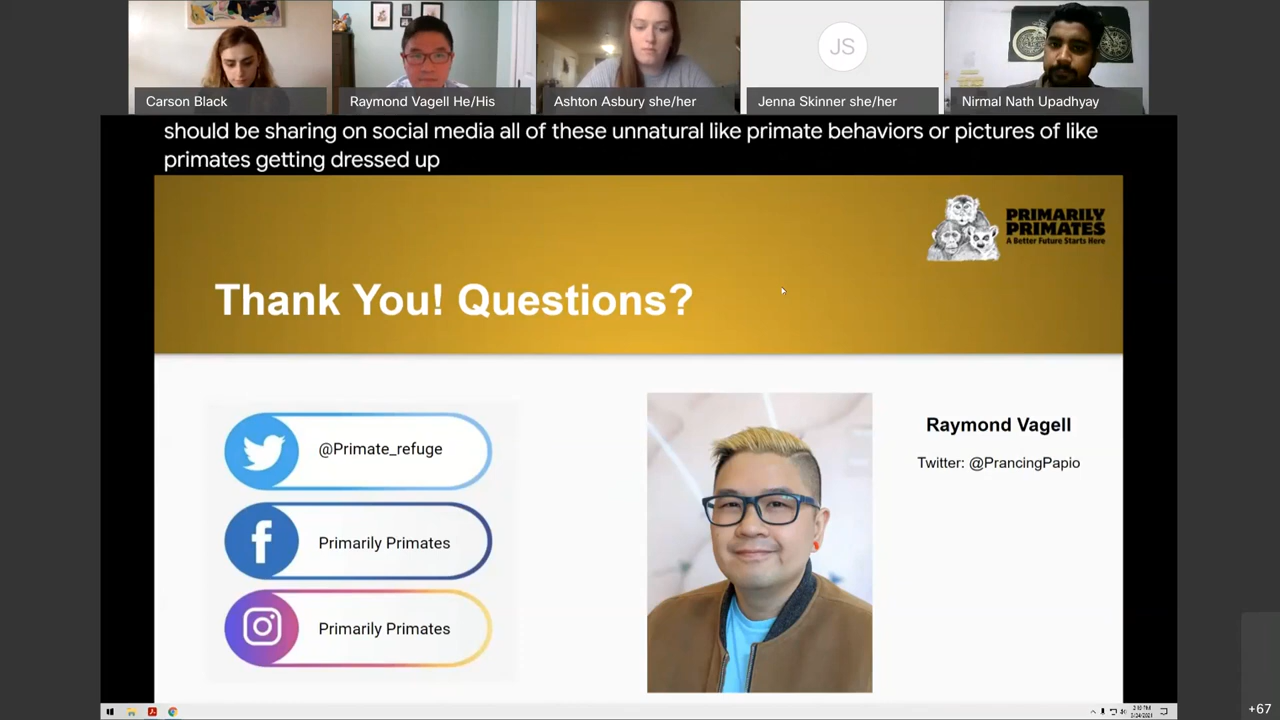 JS
Carson Black
Raymond Vagell He/His
Ashton Asbury she/her
Jenna Skinner she/her
Nirmal Nath Upadhyay
should be sharing on social media all of these unnatural like primate behaviors or pictures of like
primates getting dressed up
PRIMARILY
PRIMATES
A Better Future Starts Here
Thank You! Questions?
@Primate_refuge
Primarily Primates
Primarily Primates
Raymond Vagell
Twitter: @PrancingPapio
+67